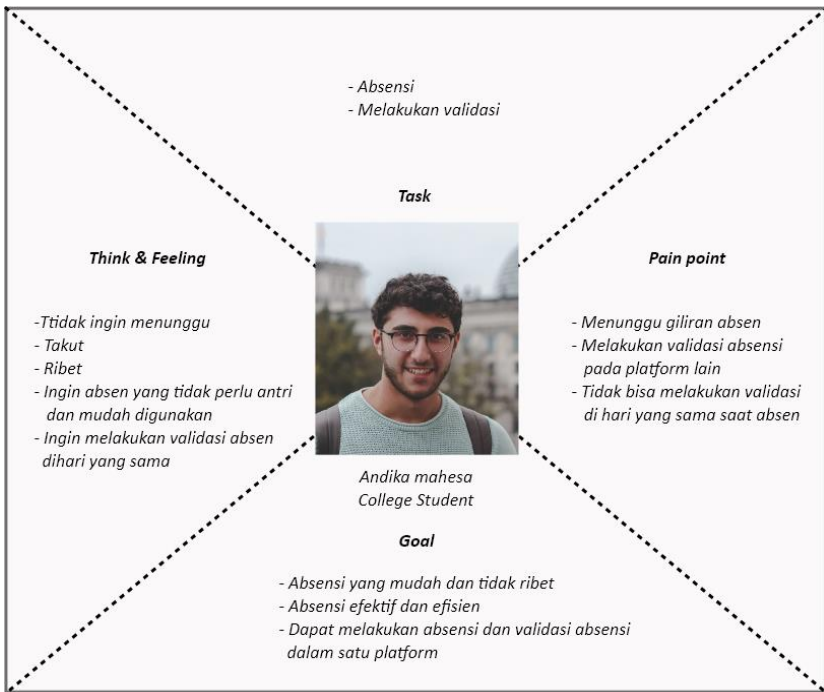 - Absensi
- Melakukan validasi
Task
Think & Feeling
-Ttidak ingin menunggu
- Takut
- Ribet
- Ingin absen yang tidak perlu antri
dan mudah digunakan
- Ingin melakukan validasi absen
dihari yang sama
Pain point
- Menunggu giliran absen
- Melakukan validasi absensi
pada platform lain
- Tidak bisa melakukan validasi
di hari yang sama saat absen
Andika mahesa
College Student
Goal
- Absensi yang mudah dan tidak ribet
- Absensi efektif dan efisien
- Dapat melakukan absensi dan validasi absensi
dalam satu platform